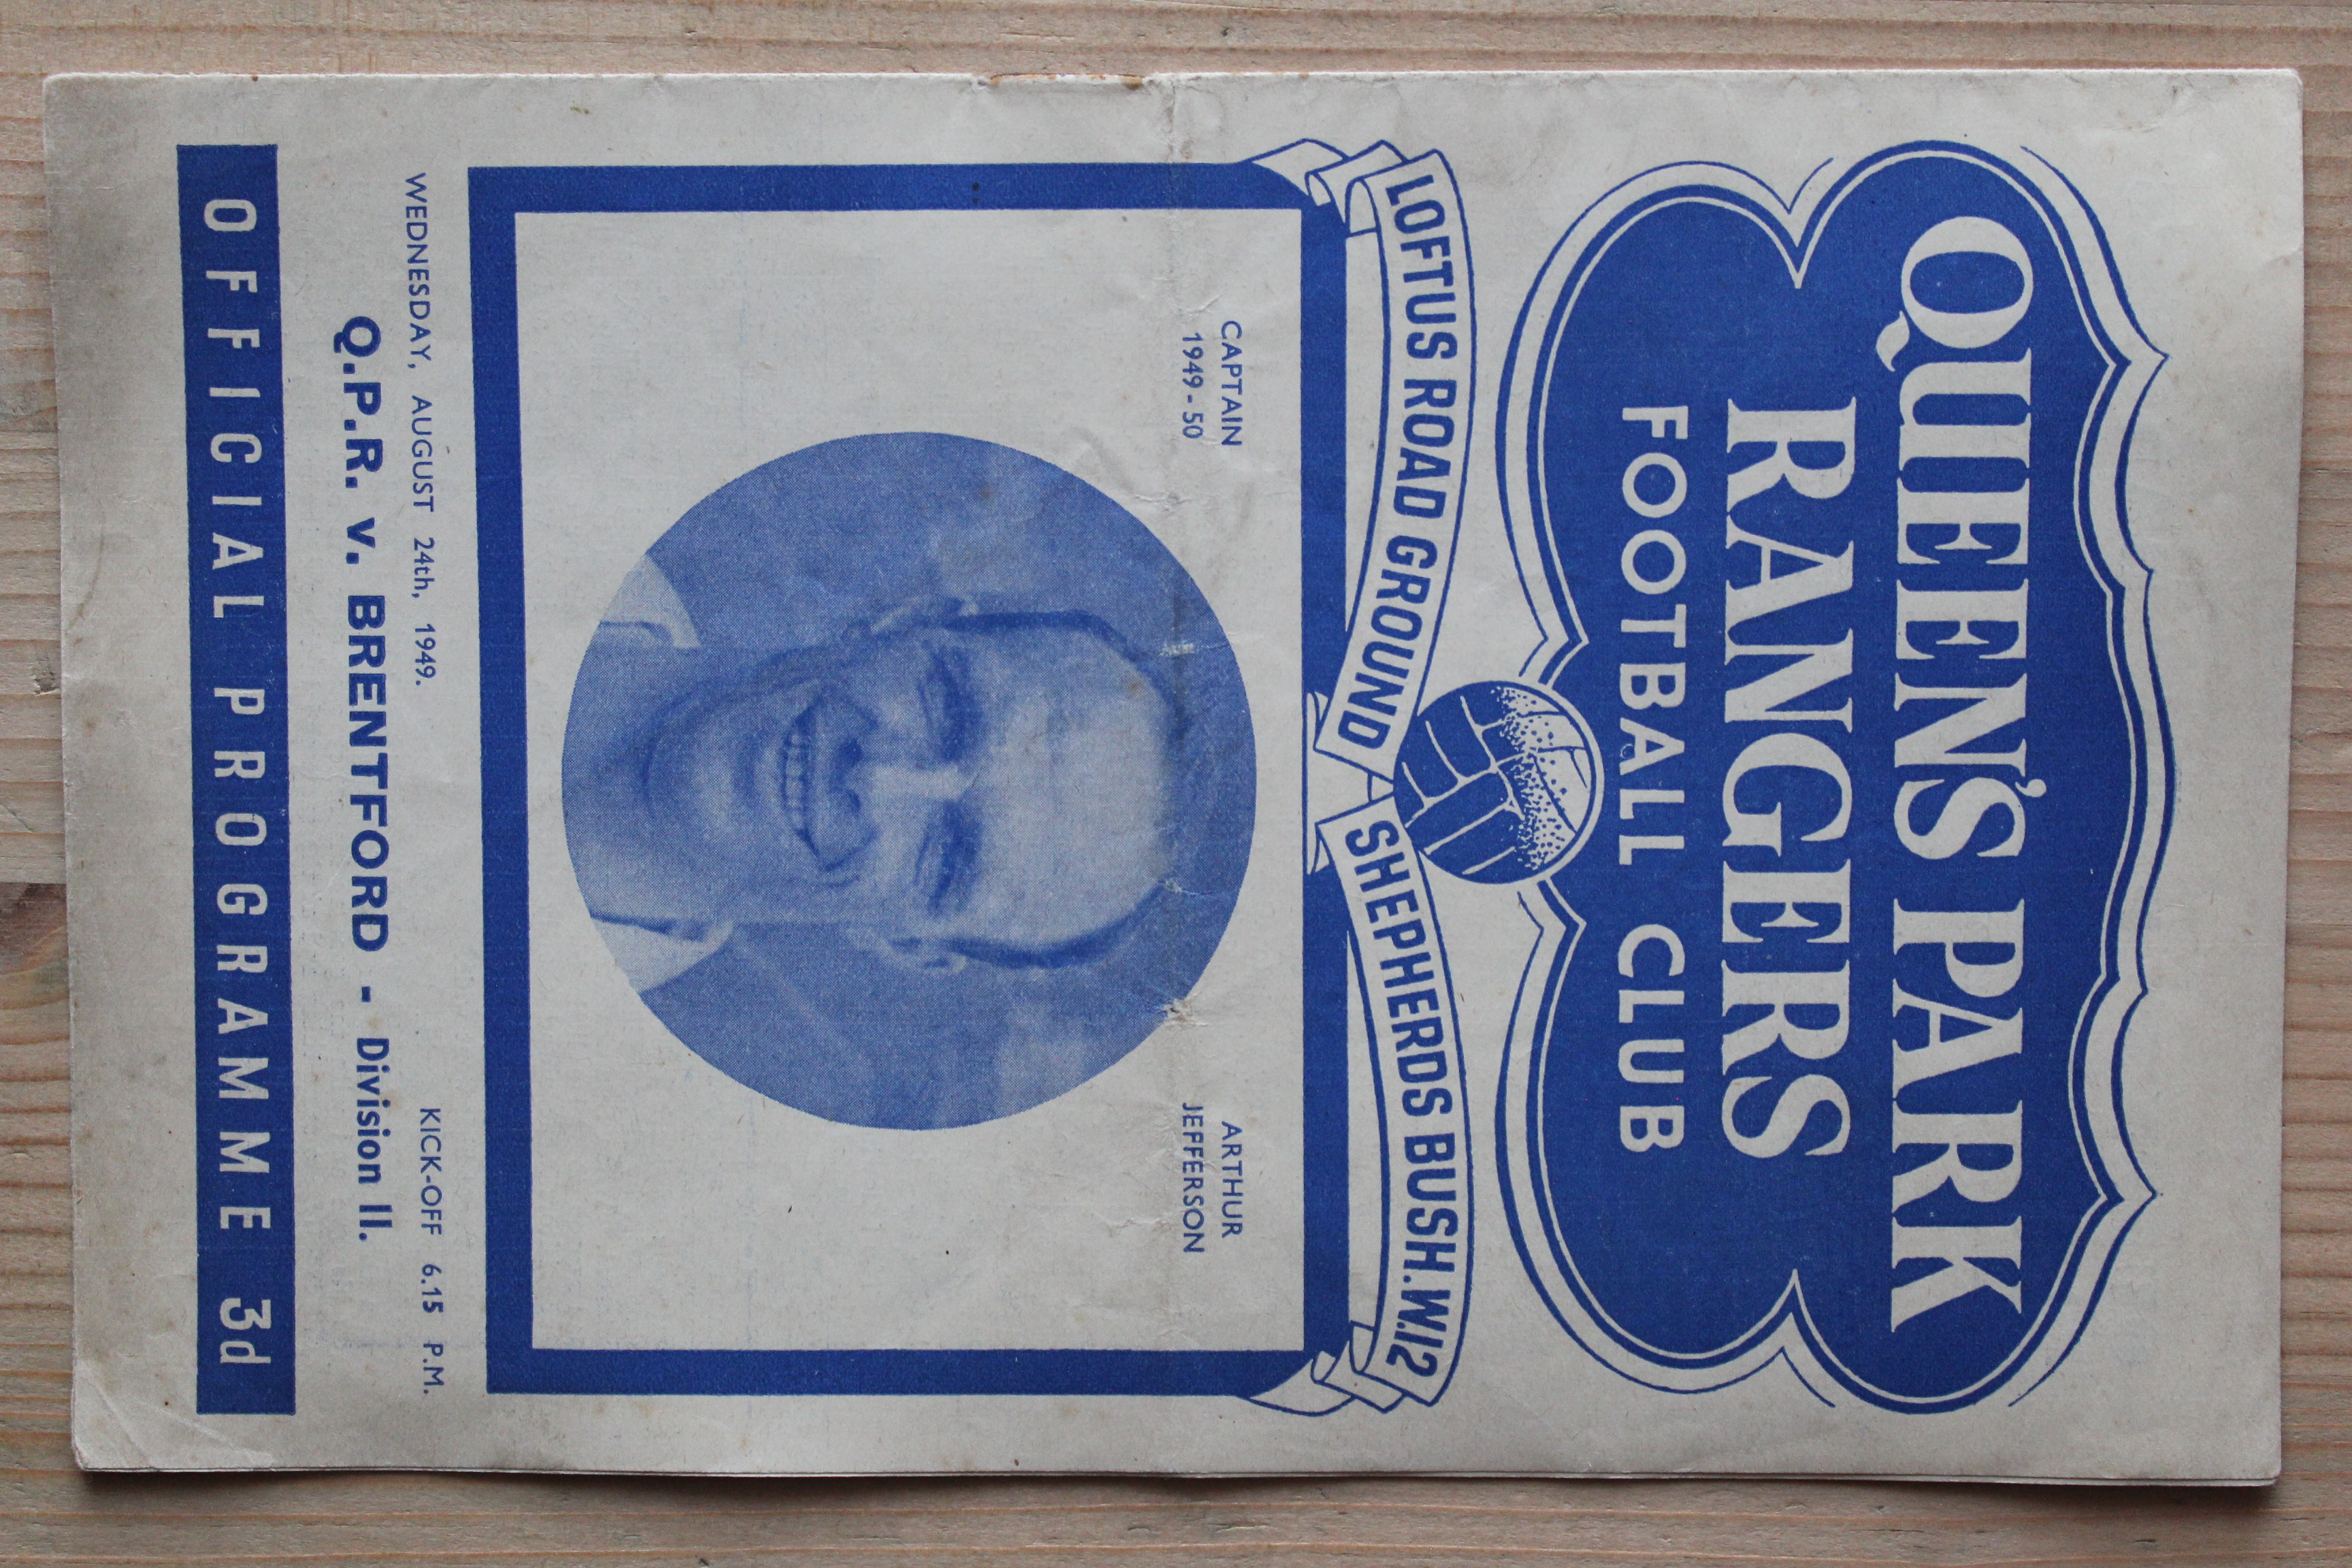 QUEEN'S PARK
RANGERS
FOOTBALL CLUB
LOFTUS ROAD GROUND
SHEPHERDS BUSH.W.12
CAPTAIN
1949-50
ARTHUR
JEFFERSON
WEDNESDAY, AUGUST 24th, 1949. KICK-OFF 6.15 P.M.
Q.P.R. v. BRENTFORD - Division II.
OFFICIAL PROGRAMME 3d